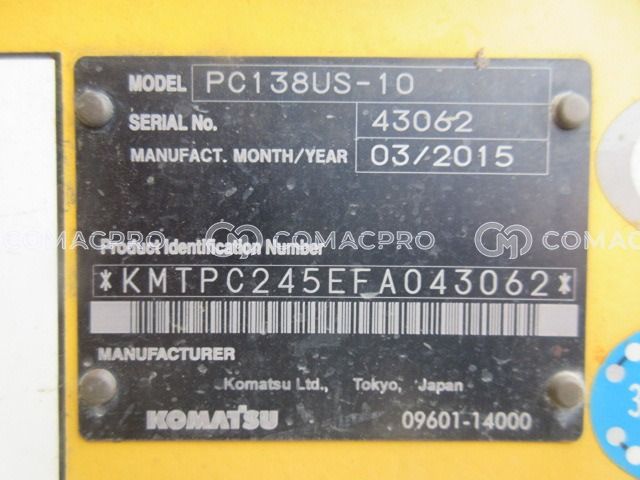 MODEL PC138US-10
SERIAL No. 43062
MANUFACT. MONTH/YEAR 03/2015
COMACPRO COMACPRO COMAC
Product Identification Number
*KMTPC245EFA043062*
MANUFACTURER
Komatsu Ltd., Tokyo, Japan
KOMATSU 09601-14000
3